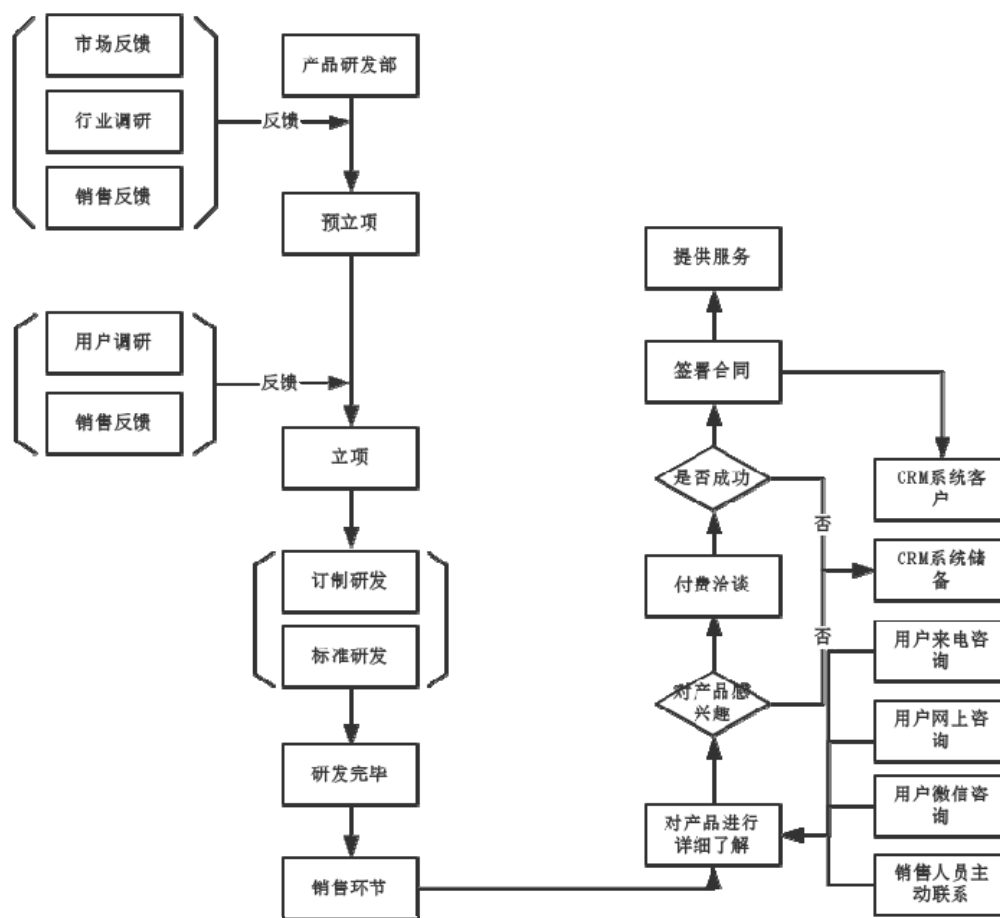 市场反馈
行业调研
销售反馈
反馈
产品研发部
预立项
用户调研
销售反馈
反馈
立项
订制研发
标准研发
研发完毕
销售环节
提供服务
签署合同
是否成功
否
付费洽谈
否
对产品感
兴趣
对产品进行
详细了解
CRM系统客
户
CRM系统储
备
用户来电咨
询
用户网上咨
询
用户微信咨
询
销售人员主
动联系